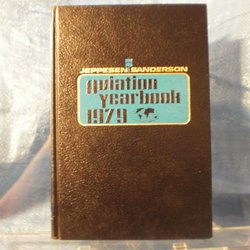 JEPPESEN SANDERSON
aviation
yearbook
1979